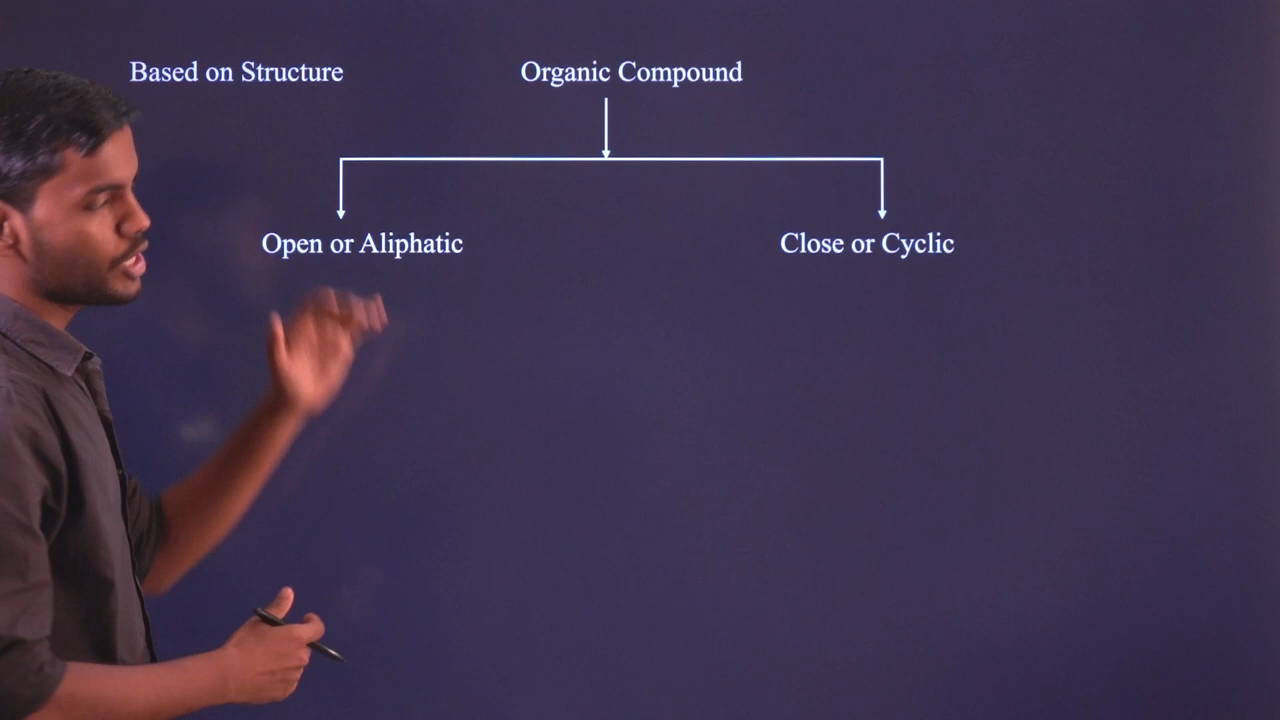 Based on Structure
Organic Compound
Open or Aliphatic
Close or Cyclic